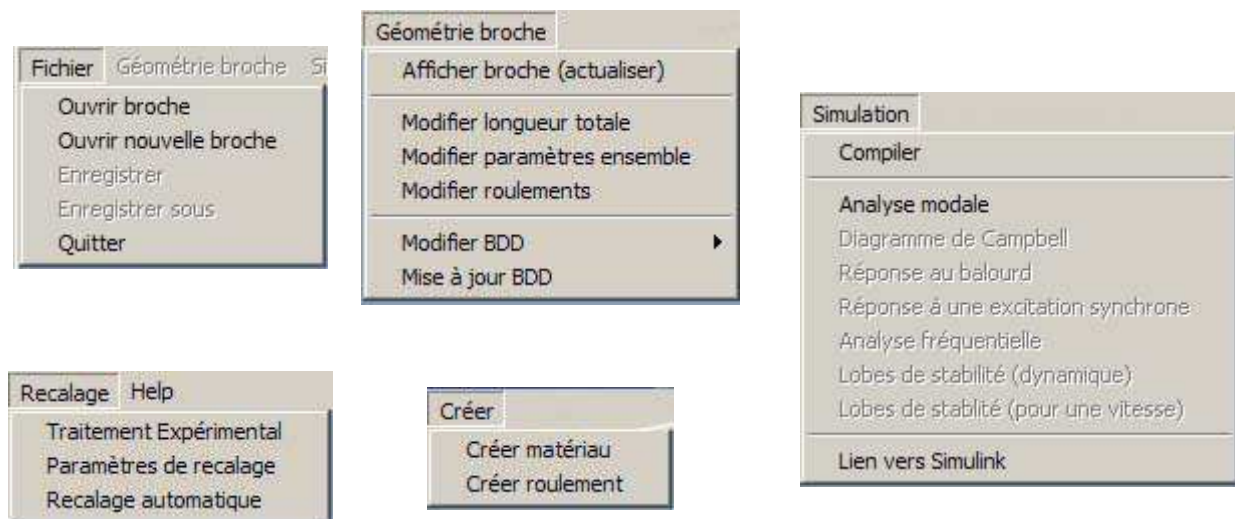 Fichier Géométrie broche Si
Ouvrir broche
Ouvrir nouvelle broche
Enregistrer
Enregistrer sous
Quitter
Géométrie broche
Afficher broche (actualiser)
Modifier longueur totale
Modifier paramètres ensemble
Modifier roulements
Modifier BDD
Mise à jour BDD
Simulation
Compiler
Analyse modale
Diagramme de Campbell
Réponse au balourd
Réponse à une excitation synchrone
Analyse fréquentielle
Lobes de stabilité (dynamique)
Lobes de stablité (pour une vitesse)
Lien vers Simulink
Recalage Help
Traitement Expérimental
Paramètres de recalage
Recalage automatique
Créer
Créer matériau
Créer roulement